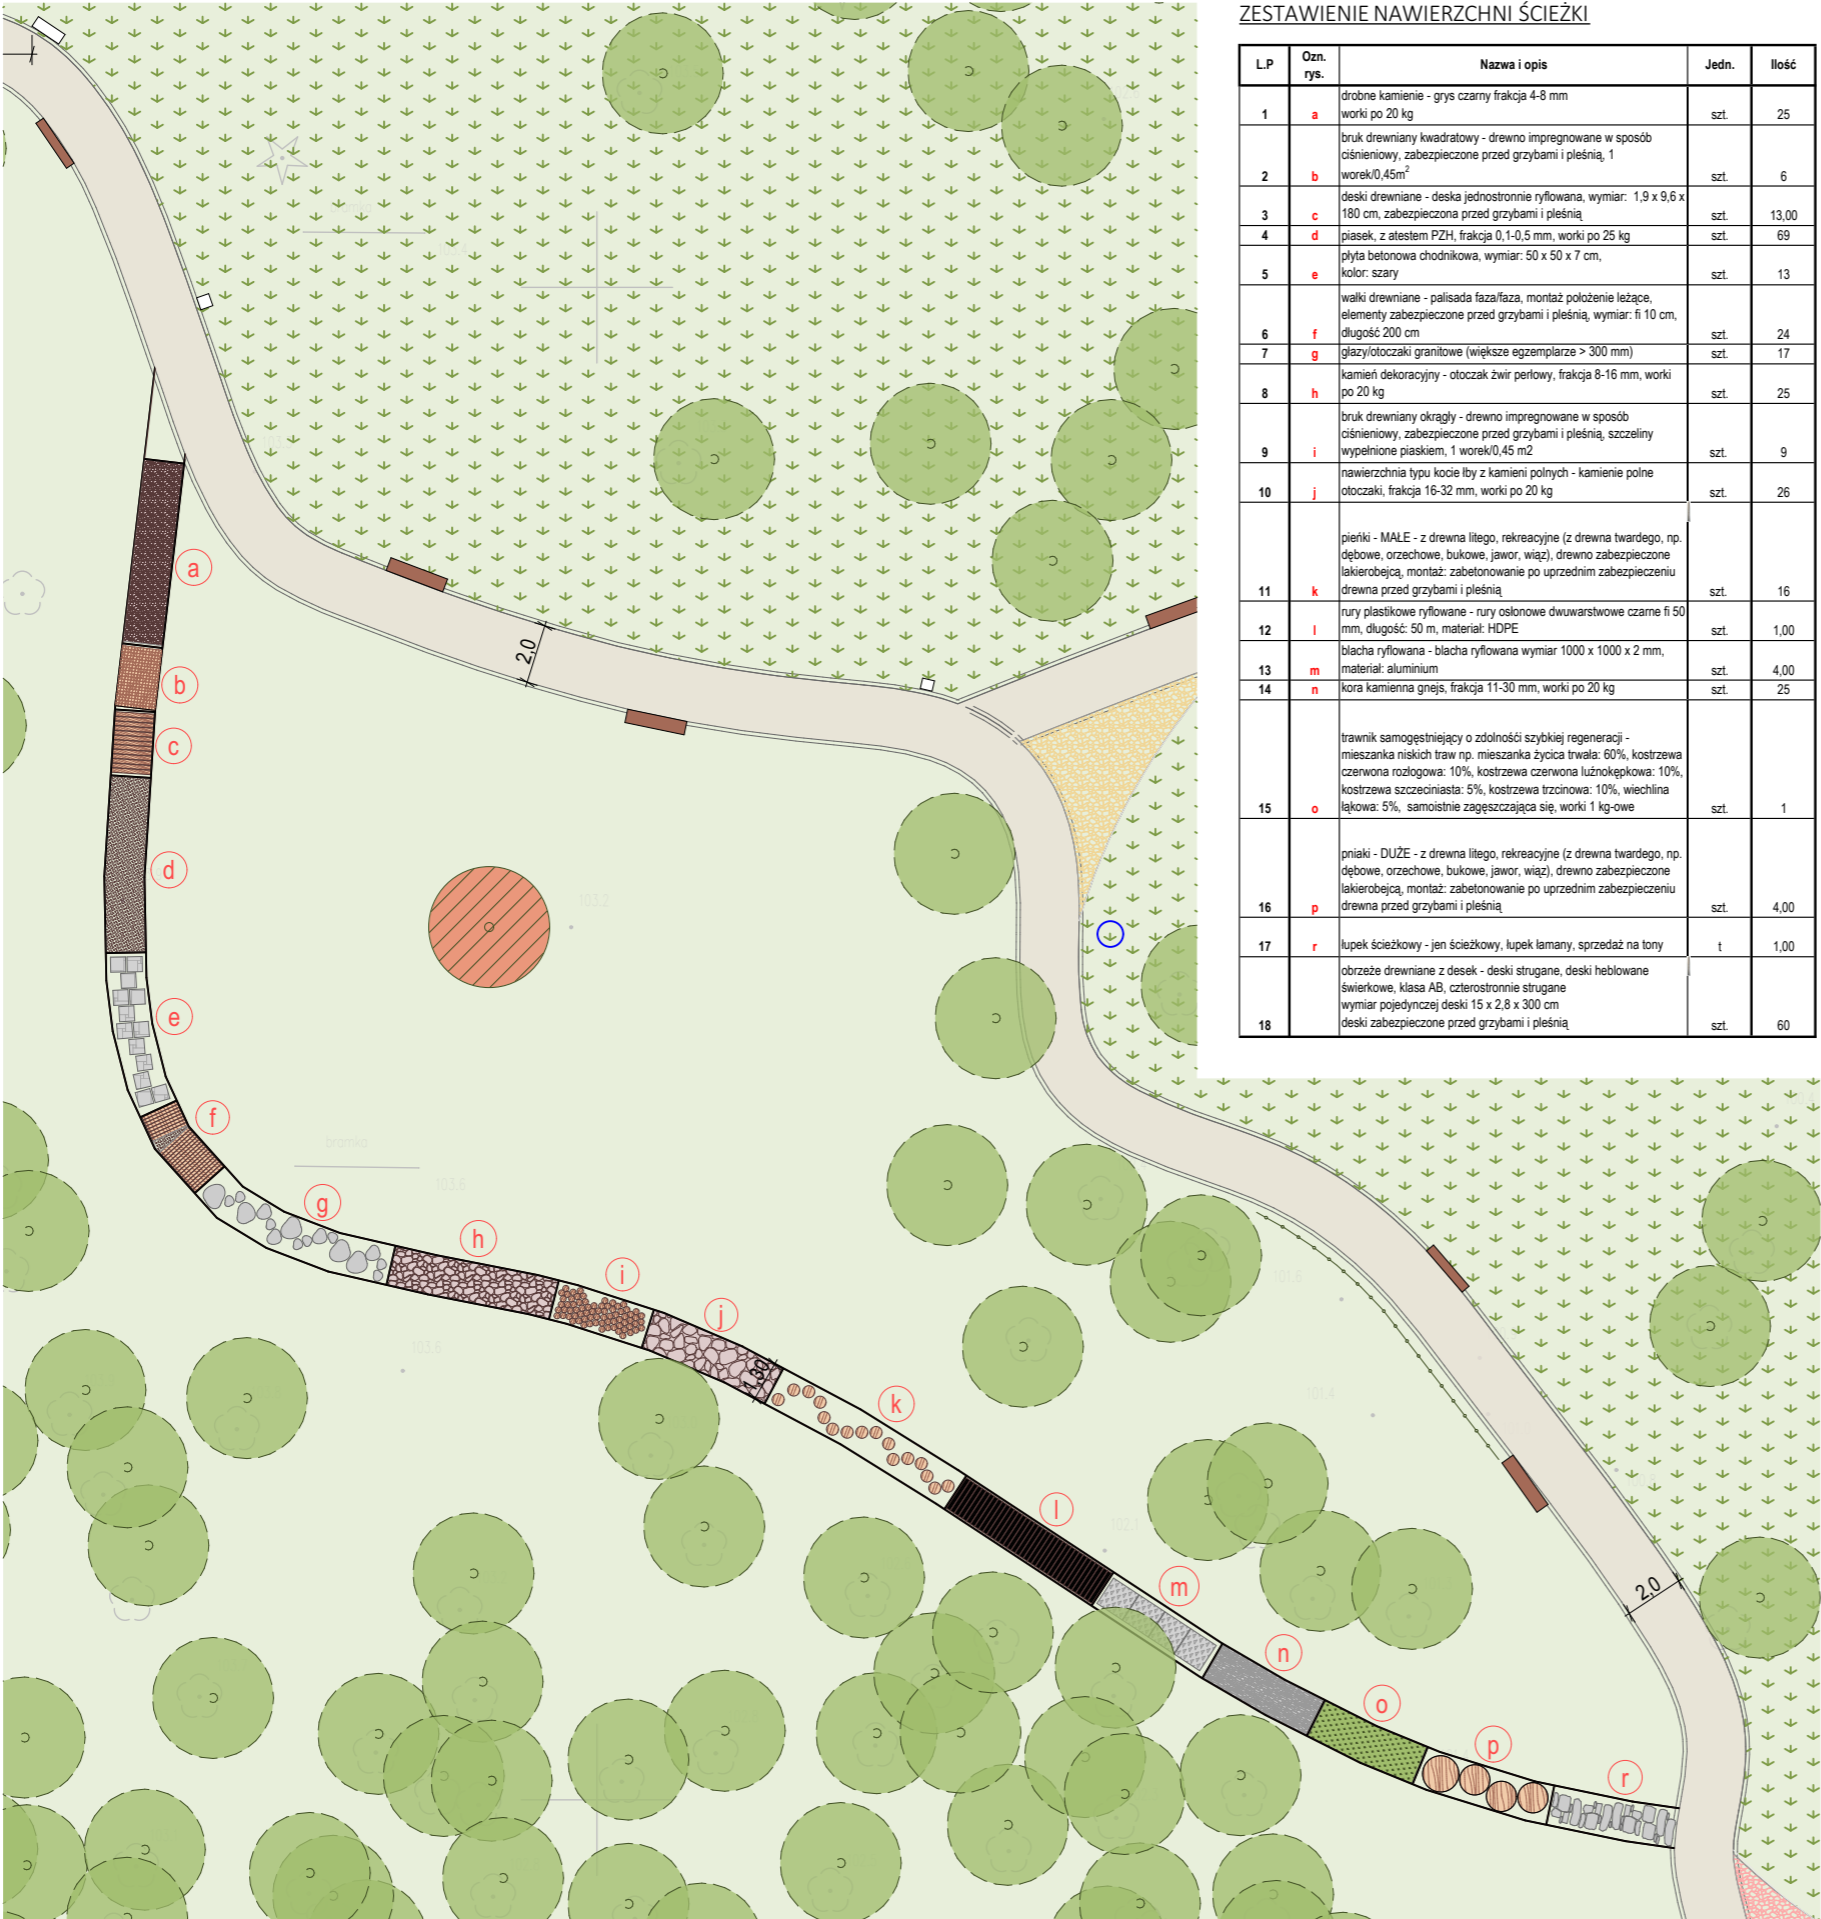 ZESTAWIENIE NAWIERZCHNI ŚCIEŻKI
L.P Ozn. rys. Nazwa i opis Jedn. Ilość
drobne kamienie - grys czarny frakcja 4-8 mm
1 a worki po 20 kg szt. 25
bruk drewniany kwadratowy - drewno impregnowane w sposób
ciśnieniowy, zabezpieczone przed grzybami i pleśnią, 1
2 b worek/0,45m² szt. 6
deski drewniane - deska jednostronnie ryflowana, wymiar: 1,9 x 9,6 x
3 c 180 cm, zabezpieczona przed grzybami i pleśnią szt. 13,00
4 d piasek, z atestem PZH, frakcja 0,1-0,5 mm, worki po 25 kg szt. 69
płyta betonowa chodnikowa, wymiar: 50 x 50 x 7 cm,
5 e kolor: szary szt. 13
wałki drewniane - palisada faza/faza, montaż położenie leżące,
elementy zabezpieczone przed grzybami i pleśnią, wymiar: fi 10 cm,
6 f długość 200 cm szt. 24
7 g głazy/otoczaki granitowe (większe egzemplarze > 300 mm) szt. 17
kamień dekoracyjny - otoczak żwir perłowy, frakcja 8-16 mm, worki
8 h po 20 kg szt. 25
bruk drewniany okrągły - drewno impregnowane w sposób
ciśnieniowy, zabezpieczone przed grzybami i pleśnią, szczeliny
9 i wypełnione piaskiem, 1 worek/0,45 m2 szt. 9
nawierzchnia typu kocie łby z kamieni polnych - kamienie polne
10 j otoczaki, frakcja 16-32 mm, worki po 20 kg szt. 26
pieńki - MAŁE - z drewna litego, rekreacyjne (z drewna twardego, np.
dębowe, orzechowe, bukowe, jawor, wiąz), drewno zabezpieczone
lakierobejcą, montaż: zabetonowanie po uprzednim zabezpieczeniu
11 k drewna przed grzybami i pleśnią szt. 16
rury plastikowe ryflowane - rury osłonowe dwuwarstwowe czarne fi 50
12 l mm, długość: 50 m, materiał: HDPE szt. 1,00
blacha ryflowana - blacha ryflowana wymiar 1000 x 1000 x 2 mm,
13 m materiał: aluminium szt. 4,00
14 n kora kamienna gnejs, frakcja 11-30 mm, worki po 20 kg szt. 25
trawnik samogęstniejący o zdolnośći szybkiej regeneracji -
mieszanka niskich traw np. mieszanka życica trwała: 60%, kostrzewa
czerwona rozłogowa: 10%, kostrzewa czerwona luźnokępkowa: 10%,
kostrzewa szczeciniasta: 5%, kostrzewa trzcinowa: 10%, wiechlina
15 o łąkowa: 5%, samoistnie zagęszczająca się, worki 1 kg-owe szt. 1
pniaki - DUŻE - z drewna litego, rekreacyjne (z drewna twardego, np.
dębowe, orzechowe, bukowe, jawor, wiąz), drewno zabezpieczone
lakierobejcą, montaż: zabetonowanie po uprzednim zabezpieczeniu
16 p drewna przed grzybami i pleśnią szt. 4,00
17 r łupek ścieżkowy - jen ścieżkowy, łupek łamany, sprzedaż na tony t 1,00
obrzeże drewniane z desek - deski strugane, deski heblowane
świerkowe, klasa AB, czterostronnie strugane
wymiar pojedynczej deski 15 x 2,8 x 300 cm
18 deski zabezpieczone przed grzybami i pleśnią szt. 60
bramka
a
2,0
b
c
d
103.2
e
f
bramka
103.6
g
h
i
101.6
j
103.6
1,30
101.4
k
l
102.1
m
2,0
n
o
p
r